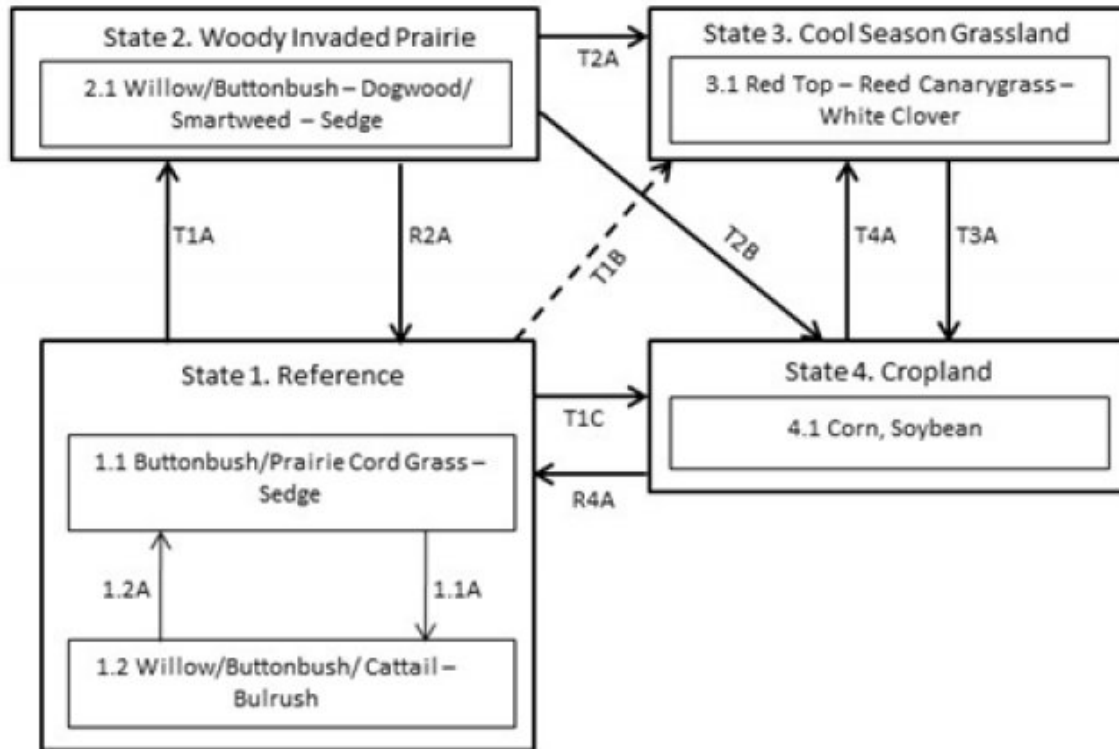 State 2. Woody Invaded Prairie
2.1 Willow/Buttonbush – Dogwood/
Smartweed – Sedge
T2A
State 3. Cool Season Grassland
3.1 Red Top – Reed Canarygrass –
White Clover
T1A
R2A
T1B
T2B
T4A
T3A
State 1. Reference
1.1 Buttonbush/Prairie Cord Grass –
Sedge
1.2A
1.1A
1.2 Willow/Buttonbush/ Cattail –
Bulrush
T1C
R4A
State 4. Cropland
4.1 Corn, Soybean